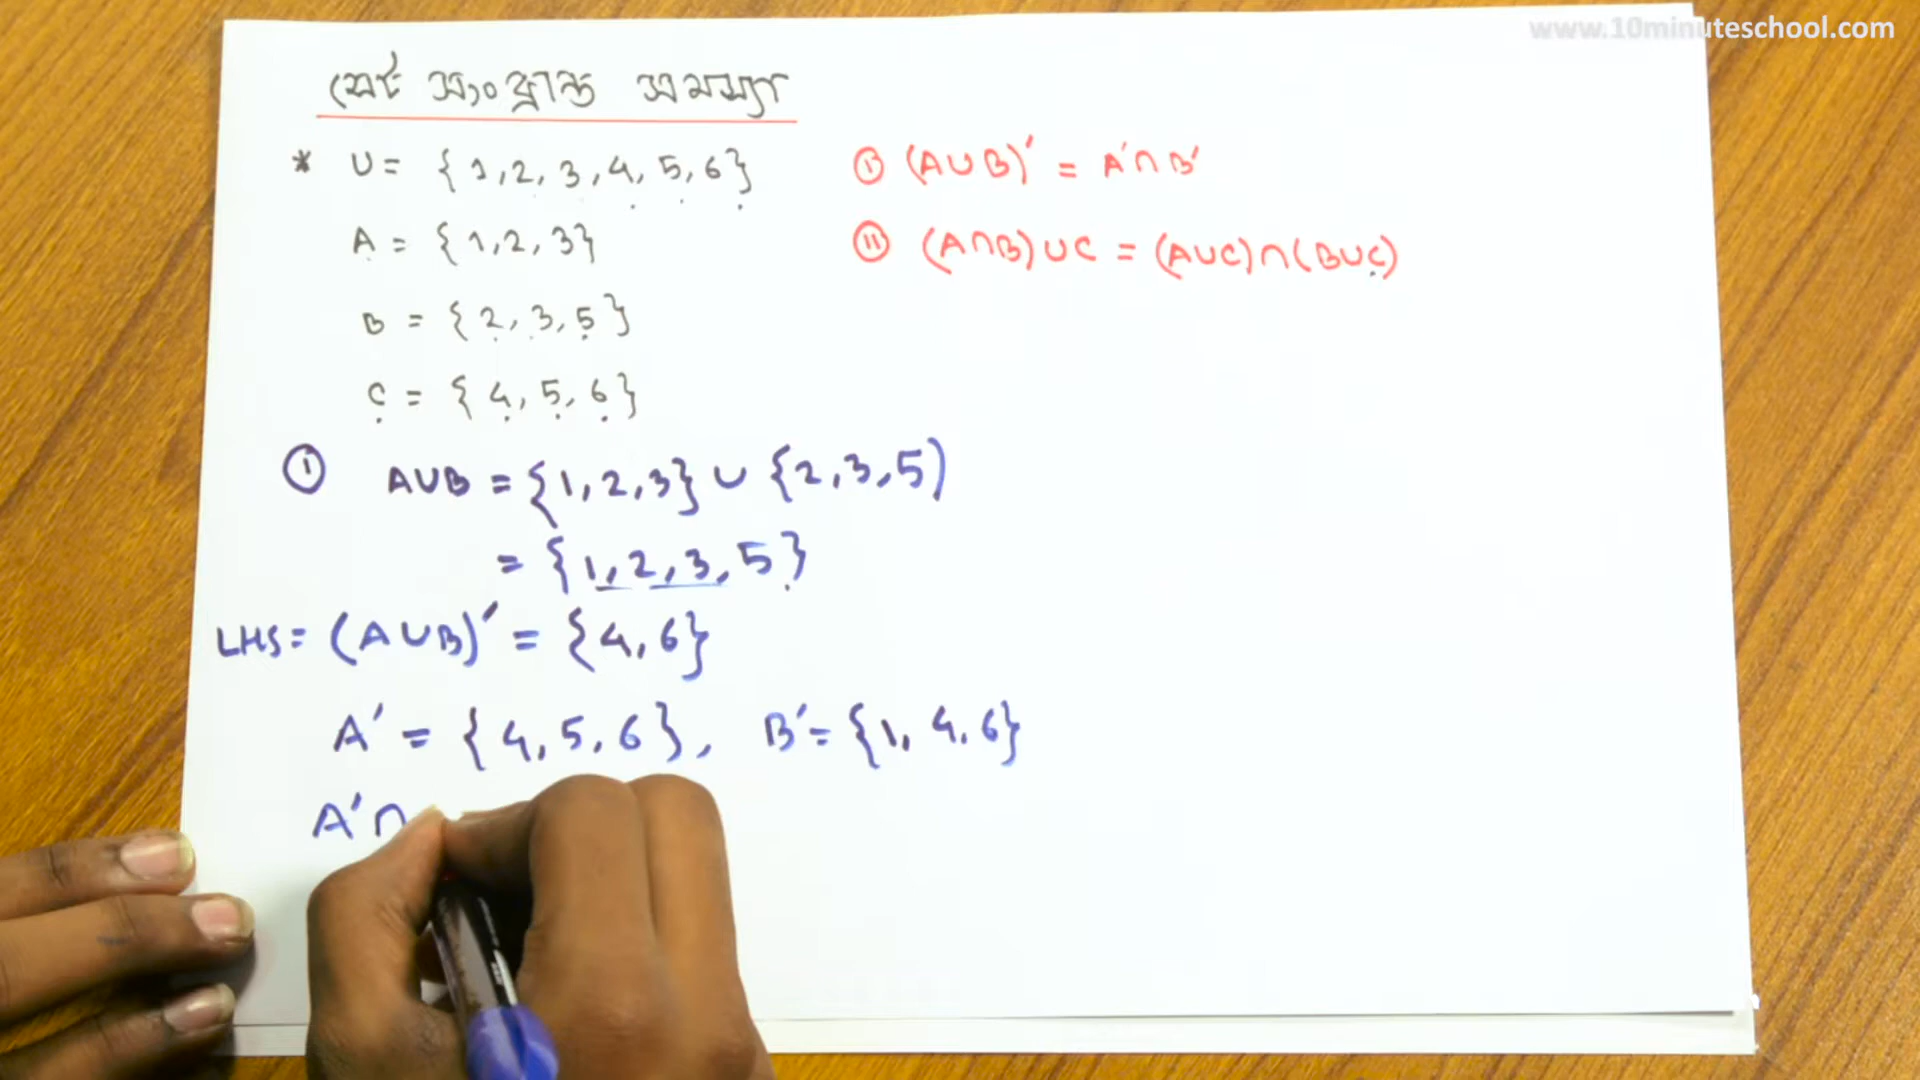 www.10minuteschool.com
সেট সংক্রান্ত সমস্যা
* U = {1,2,3,4,5,6}
A = {1,2,3}
B = {2,3,5}
C = {4,5,6}
(i) (A∪B)′ = A′∩B′
(ii) (A∩B)∪C = (A∪C)∩(B∪C)
(i) A∪B = {1,2,3} ∪ {2,3,5)
= {1,2,3,5}
LHS = (A∪B)′ = {4,6}
A′ = {4,5,6}, B′= {1,4,6}
A′∩